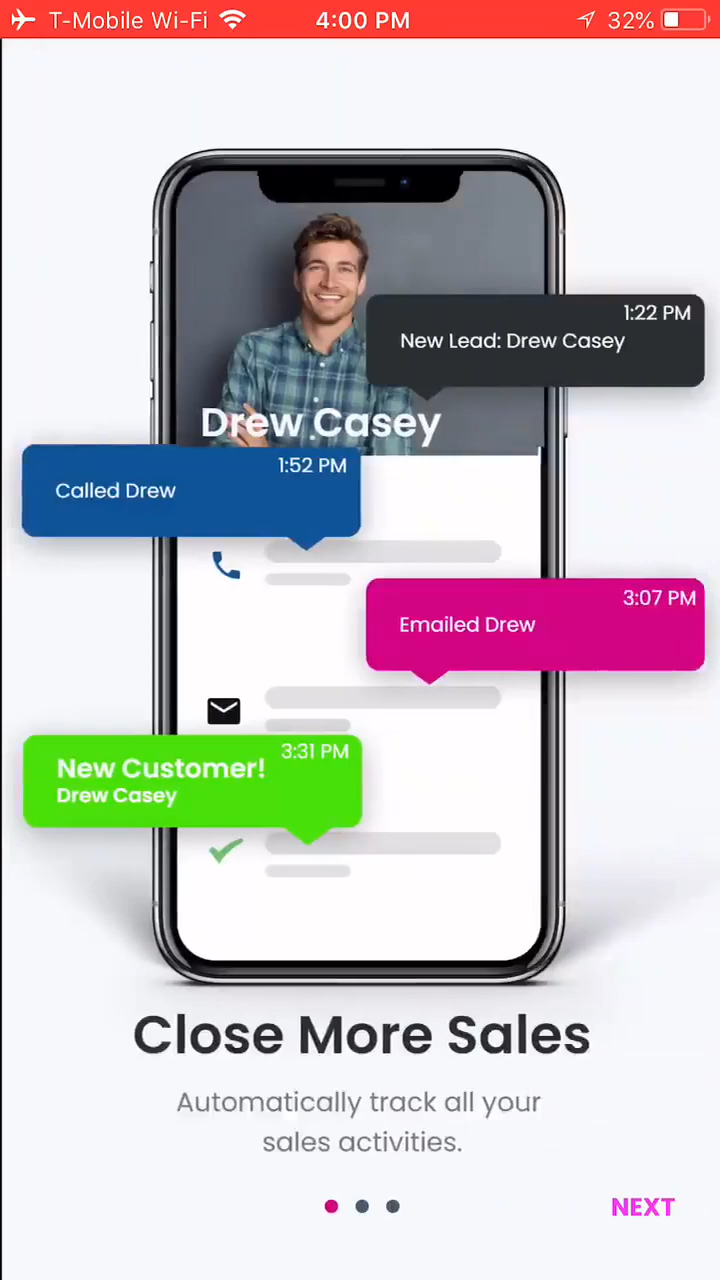 T-Mobile Wi-Fi 4:00 PM 32%
1:22 PM
New Lead: Drew Casey
Drew Casey
1:52 PM
Called Drew
3:07 PM
Emailed Drew
3:31 PM
New Customer!
Drew Casey
Close More Sales
Automatically track all your
sales activities.
NEXT